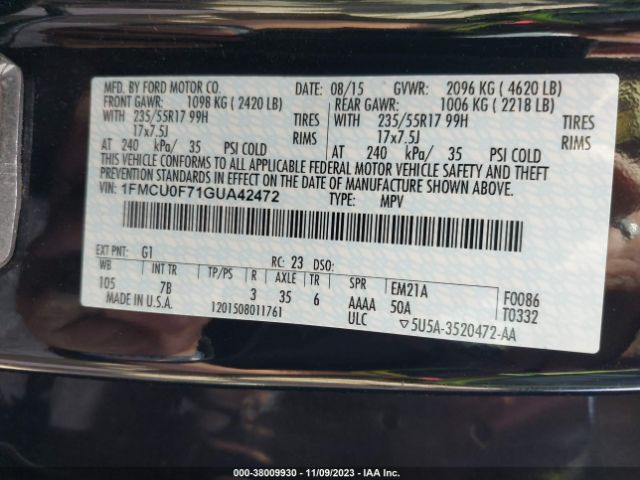 MFD. BY FORD MOTOR CO. DATE: 08/15 GVWR: 2096 KG ( 4620 LB)
FRONT GAWR: 1098 KG ( 2420 LB) REAR GAWR: 1006 KG ( 2218 LB)
WITH 235/55R17 99H TIRES WITH 235/55R17 99H TIRES
17x7.5J RIMS 17x7.5J RIMS
AT 240 kPa/ 35 PSI COLD AT 240 kPa/ 35 PSI COLD
THIS VEHICLE CONFORMS TO ALL APPLICABLE FEDERAL MOTOR VEHICLE SAFETY AND THEFT
PREVENTION STANDARDS IN EFFECT ON THE DATE OF MANUFACTURE SHOWN ABOVE.
VIN: 1FMCU0F71GUA42472 TYPE: MPV
EXT PNT: G1 RC: 23 DSO:
WB INT TR TP/PS R AXLE TR SPR EM21A F0086
105 7B 3 35 6 AAAA 50A T0332
MADE IN U.S.A. 1201508011761 ULC ▽5U5A-3520472-AA
000-38009930 - 11/09/2023 - IAAI.COM